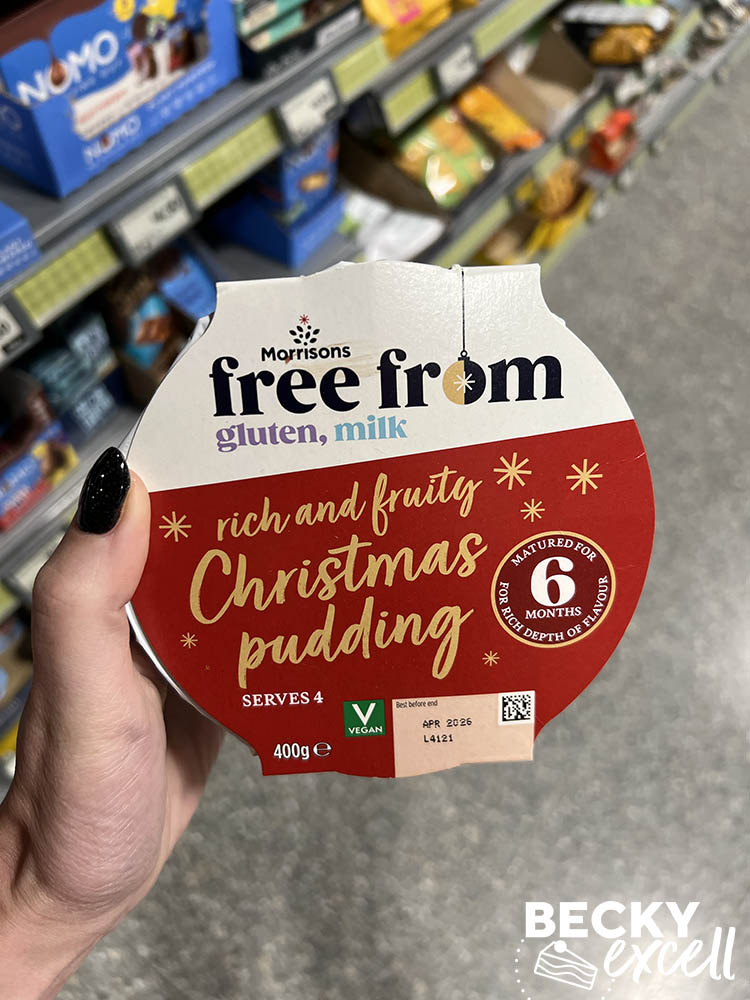 NOMO
NOMO
Morrisons
free from
gluten, milk
rich and fruity
Christmas
pudding
MATURED FOR
6
MONTHS
FOR RICH DEPTH OF FLAVOUR
SERVES 4
V
VEGAN
400g e
Best before end
APR 2026
L4121
BECKY
excell